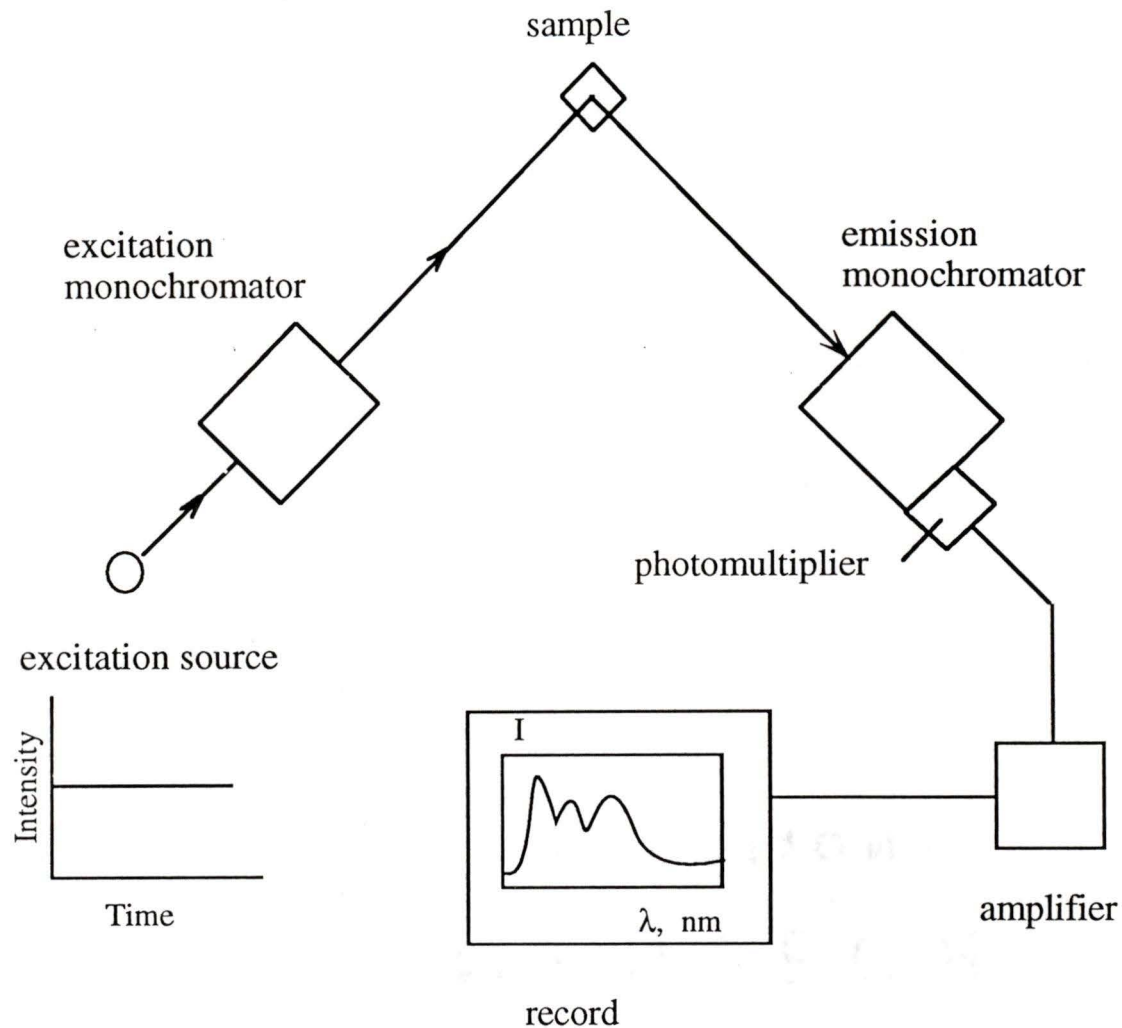 sample
excitation
monochromator
emission
monochromator
photomultiplier
excitation source
Intensity
Time
I
λ, nm
amplifier
record